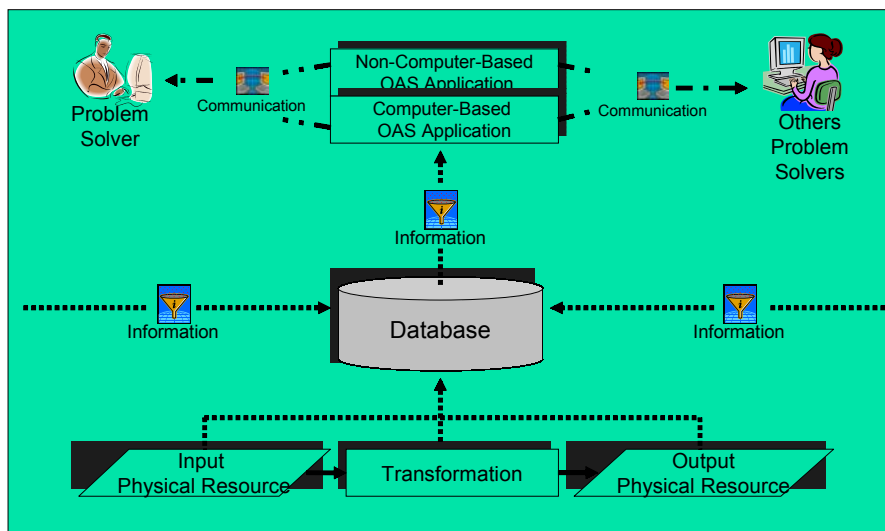 Non-Computer-Based
OAS Application
Computer-Based
OAS Application
Communication
Communication
Problem
Solver
Others
Problem
Solvers
Information
Information
Information
Database
Input
Physical Resource
Transformation
Output
Physical Resource